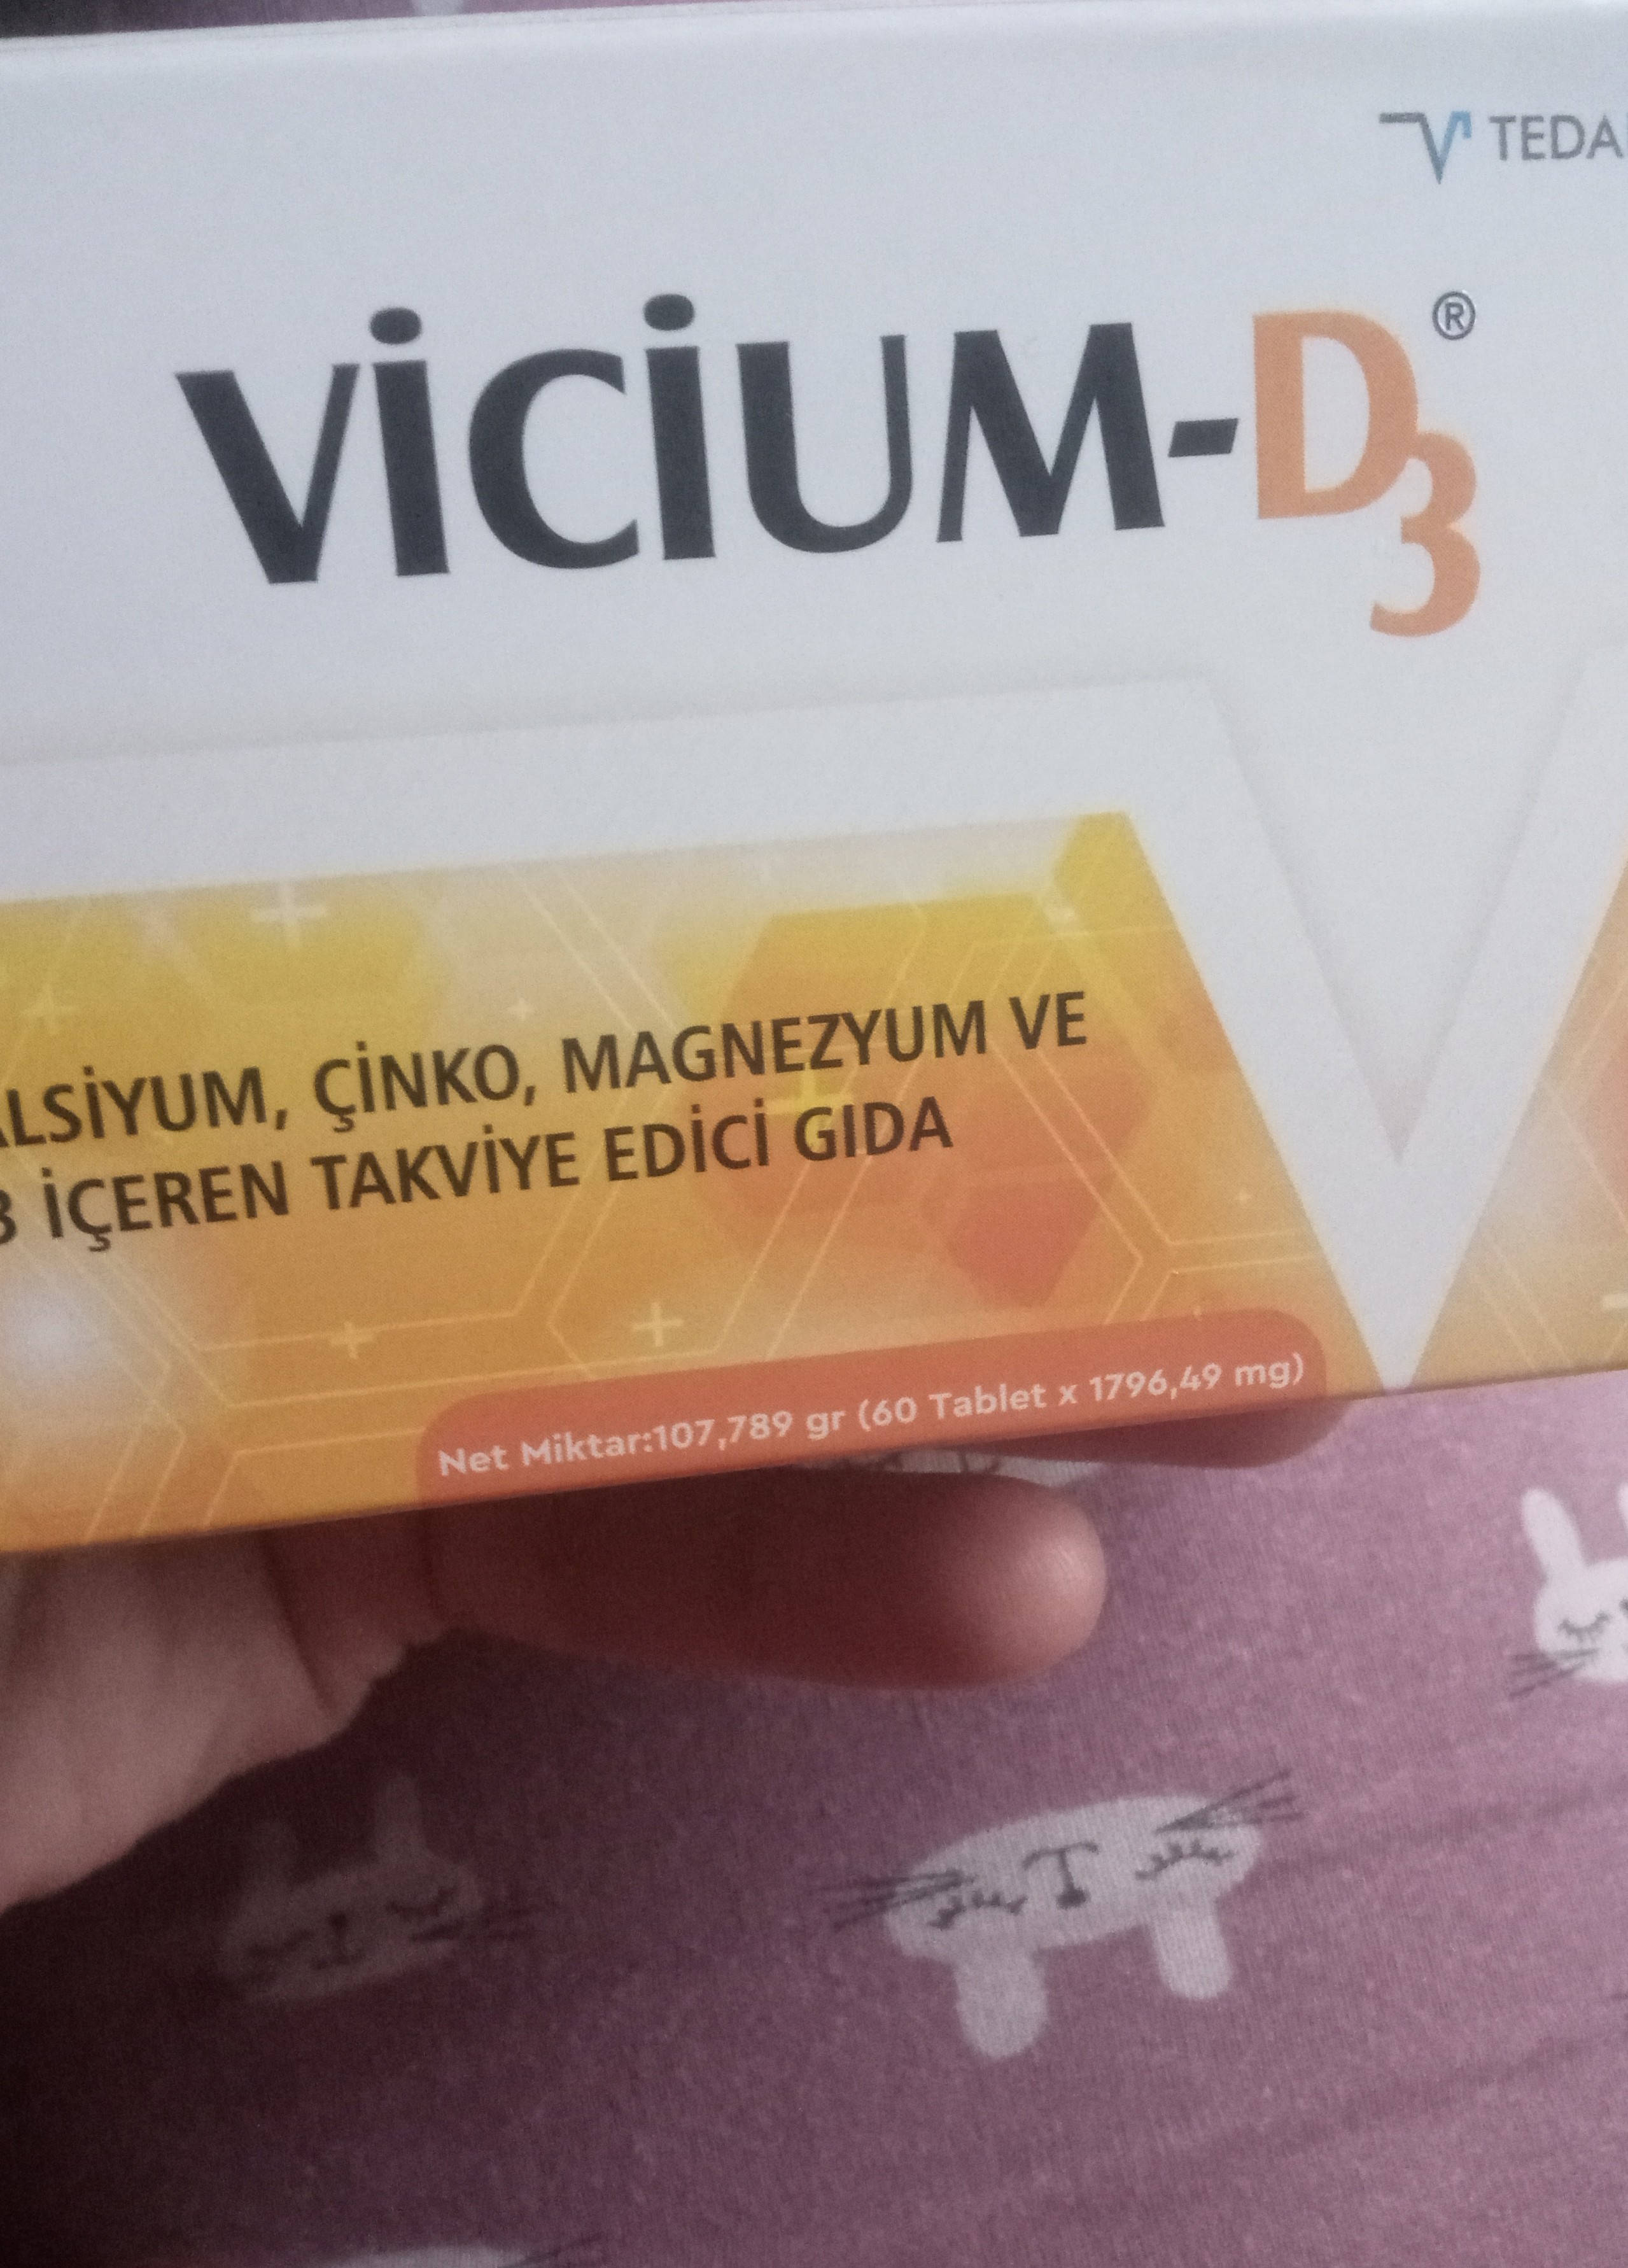 TEDA
VİCİUM-D3®
ALSİYUM, ÇİNKO, MAGNEZYUM VE
3 İÇEREN TAKVİYE EDİCİ GIDA
Net Miktar:107,789 gr (60 Tablet x 1796,49 mg)